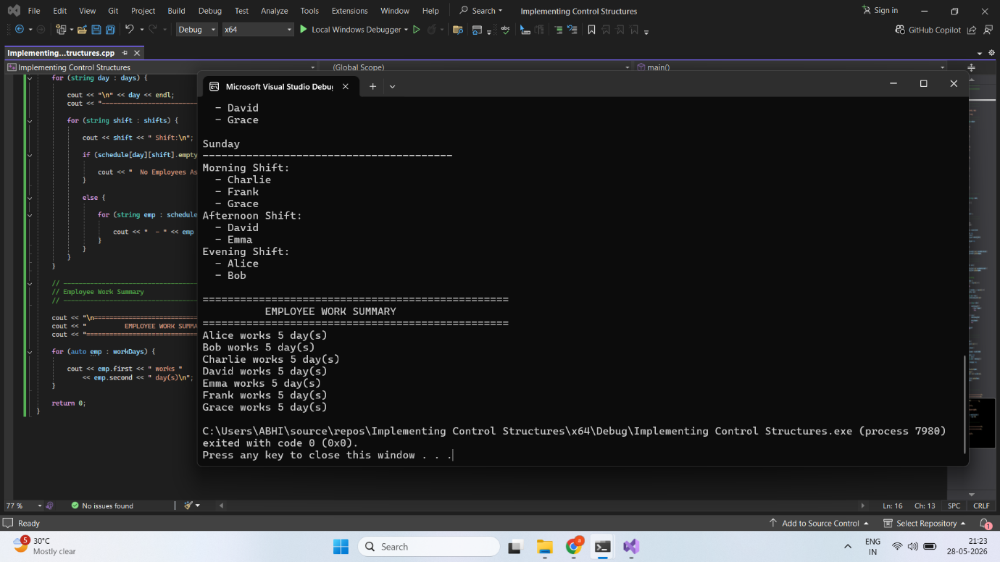 File Edit View Git Project Build Debug Test Analyze Tools Extensions Window Help Search Implementing Control Structures Sign in
Debug x64 Local Windows Debugger GitHub Copilot
Implementing...tructures.cpp
Implementing Control Structures (Global Scope) main()
for (string day : days) {
cout << "\n" << day << endl;
cout << "---------------------------
for (string shift : shifts) {
cout << shift << " Shift:\n";
if (schedule[day][shift].empty
cout << "  No Employees As
}
else {
for (string emp : schedule
cout << "  - " << emp
}
}
}
}
// -----------------------------------
// Employee Work Summary
// -----------------------------------
cout << "\n===========================
cout << "          EMPLOYEE WORK SUMMA
cout << "=============================
for (auto emp : workDays) {
cout << emp.first << " works "
<< emp.second << " day(s)\n";
}
return 0;
}
Microsoft Visual Studio Debu
- David
- Grace
Sunday
----------------------------------------
Morning Shift:
- Charlie
- Frank
- Grace
Afternoon Shift:
- David
- Emma
Evening Shift:
- Alice
- Bob
=================================================
EMPLOYEE WORK SUMMARY
=================================================
Alice works 5 day(s)
Bob works 5 day(s)
Charlie works 5 day(s)
David works 5 day(s)
Emma works 5 day(s)
Frank works 5 day(s)
Grace works 5 day(s)
C:\Users\ABHI\source\repos\Implementing Control Structures\x64\Debug\Implementing Control Structures.exe (process 7980)
exited with code 0 (0x0).
Press any key to close this window . . .
77 % No issues found Ln: 16 Ch: 13 SPC CRLF
Ready Add to Source Control Select Repository 1
5 30°C
Mostly clear
Search
ENG
IN
21:23
28-05-2026